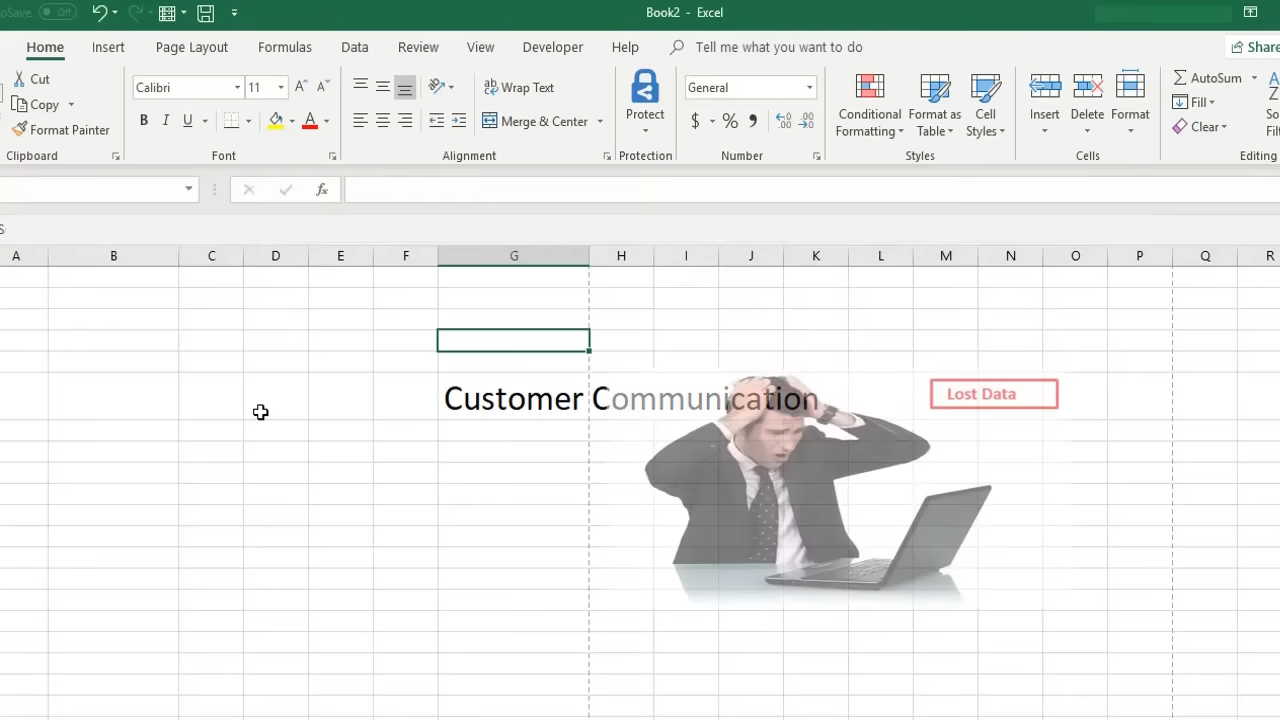 AutoSave Off Book2 - Excel
Home Insert Page Layout Formulas Data Review View Developer Help Tell me what you want to do Share
Cut Calibri 11 A A Wrap Text General AutoSum
Copy Protect Conditional Format as Cell Insert Delete Format Fill
Format Painter B I U A Merge & Center $ % Formatting Table Styles Clear
Clipboard Font Alignment Protection Number Styles Cells Editing
fx
A B C D E F G H I J K L M N O P Q R
Customer Communication Lost Data